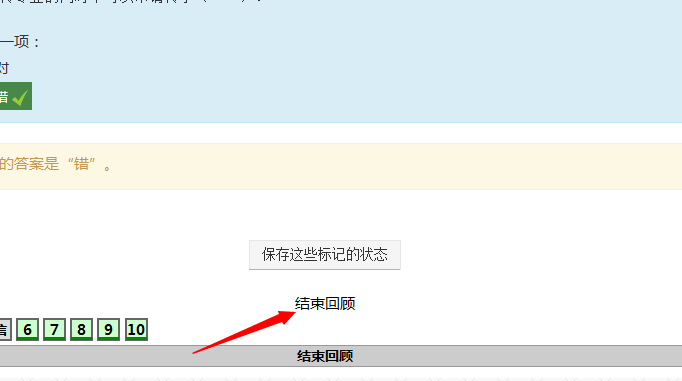 一项：
对
错
的答案是“错”。
保存这些标记的状态
结束回顾
信 6 7 8 9 10
结束回顾